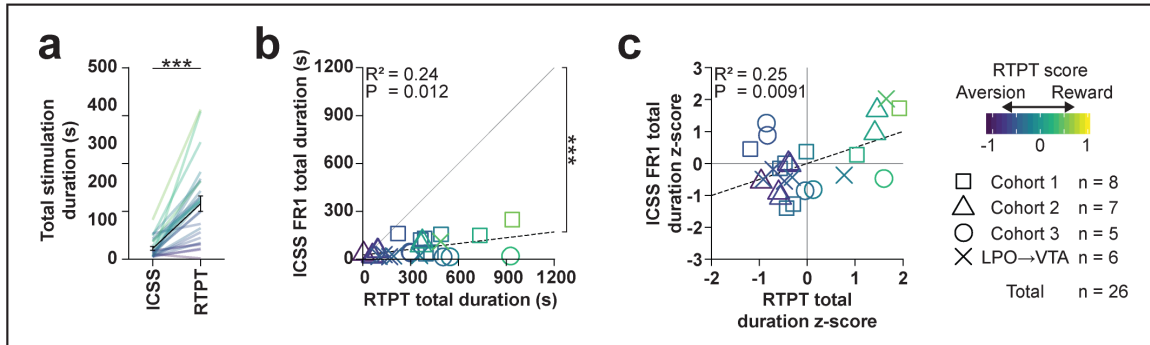 a
Total stimulation
duration (s)
500
400
300
200
100
0
***
ICSS
RTPT
b
ICSS FR1 total duration (s)
1200
900
600
300
0
R² = 0.24
P = 0.012
***
0
300
600
900
1200
RTPT total duration (s)
c
ICSS FR1 total
duration z-score
3
2
1
0
-1
-2
-3
R² = 0.25
P = 0.0091
-2
-1
0
1
2
RTPT total
duration z-score
RTPT score
Aversion Reward
-1 0 1
Cohort 1 n = 8
Cohort 2 n = 7
Cohort 3 n = 5
LPO→VTA n = 6
Total n = 26